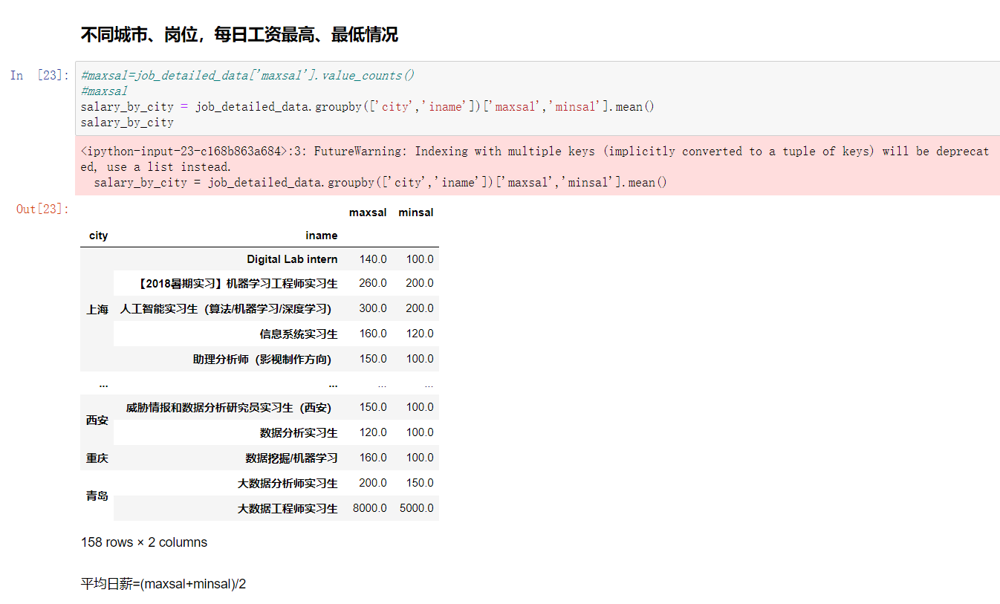 不同城市、岗位，每日工资最高、最低情况
In [23]:
#maxsal=job_detailed_data['maxsal'].value_counts()
#maxsal
salary_by_city = job_detailed_data.groupby(['city','iname'])['maxsal','minsal'].mean()
salary_by_city
<ipython-input-23-c168b863a684>:3: FutureWarning: Indexing with multiple keys (implicitly converted to a tuple of keys) will be deprecat
ed, use a list instead.
salary_by_city = job_detailed_data.groupby(['city','iname'])['maxsal','minsal'].mean()
Out[23]:
maxsal minsal
city iname
Digital Lab intern 140.0 100.0
【2018暑期实习】机器学习工程师实习生 260.0 200.0
上海 人工智能实习生（算法/机器学习/深度学习） 300.0 200.0
信息系统实习生 160.0 120.0
助理分析师（影视制作方向） 150.0 100.0
... ... ... ...
西安 威胁情报和数据分析研究员实习生（西安） 150.0 100.0
数据分析实习生 120.0 100.0
重庆 数据挖掘/机器学习 160.0 100.0
青岛 大数据分析师实习生 200.0 150.0
大数据工程师实习生 8000.0 5000.0
158 rows × 2 columns
平均日薪=(maxsal+minsal)/2